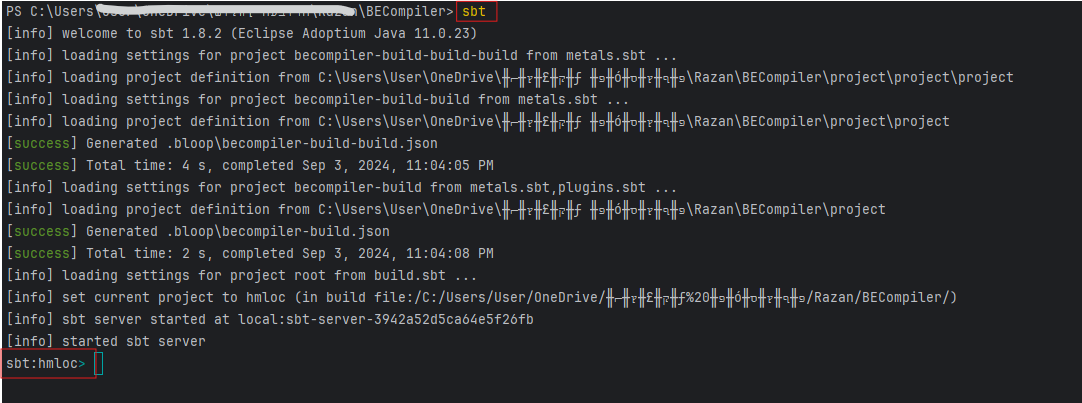 PS C:\Users\ \Razan\BECompiler> sbt
[info] welcome to sbt 1.8.2 (Eclipse Adoptium Java 11.0.23)
[info] loading settings for project becompiler-build-build-build from metals.sbt ...
[info] loading project definition from C:\Users\User\OneDrive\ \Razan\BECompiler\project\project\project
[info] loading settings for project becompiler-build-build from metals.sbt ...
[info] loading project definition from C:\Users\User\OneDrive\ \Razan\BECompiler\project\project
[success] Generated .bloop\becompiler-build-build.json
[success] Total time: 4 s, completed Sep 3, 2024, 11:04:05 PM
[info] loading settings for project becompiler-build from metals.sbt,plugins.sbt ...
[info] loading project definition from C:\Users\User\OneDrive\ \Razan\BECompiler\project
[success] Generated .bloop\becompiler-build.json
[success] Total time: 2 s, completed Sep 3, 2024, 11:04:08 PM
[info] loading settings for project root from build.sbt ...
[info] set current project to hmloc (in build file:/C:/Users/User/OneDrive/ /Razan/BECompiler/)
[info] sbt server started at local:sbt-server-3942a52d5ca64e5f26fb
[info] started sbt server
sbt:hmloc>